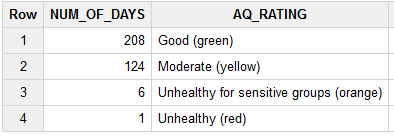 Row NUM_OF_DAYS AQ_RATING
1 208 Good (green)
2 124 Moderate (yellow)
3 6 Unhealthy for sensitive groups (orange)
4 1 Unhealthy (red)